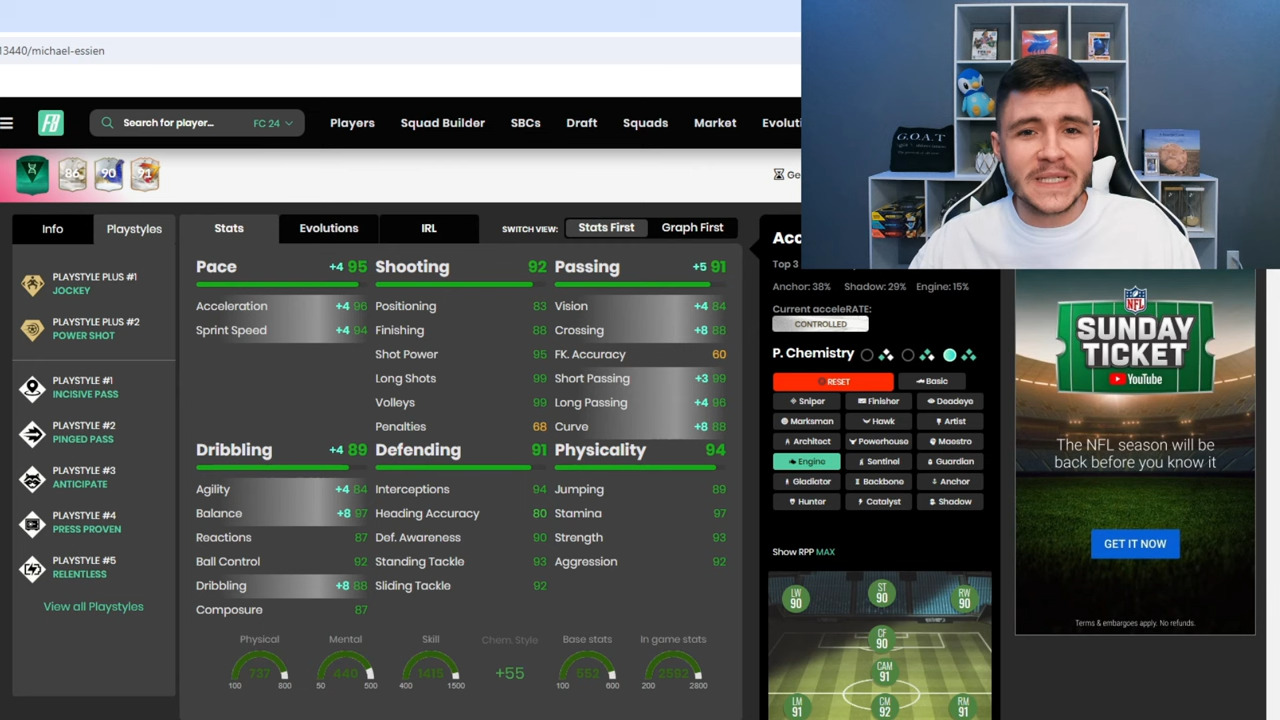 13440/michael-essien
FB
Search for player...
FC 24
Players
Squad Builder
SBCs
Draft
Squads
Market
Evoluti
86
90
91
Ge
G.O.A.T
Info
Playstyles
Stats
Evolutions
IRL
SWITCH VIEW:
Stats First
Graph First
PLAYSTYLE PLUS #1
JOCKEY
PLAYSTYLE PLUS #2
POWER SHOT
PLAYSTYLE #1
INCISIVE PASS
PLAYSTYLE #2
PINGED PASS
PLAYSTYLE #3
ANTICIPATE
PLAYSTYLE #4
PRESS PROVEN
PLAYSTYLE #5
RELENTLESS
View all Playstyles
Pace +4 95
Acceleration +4 96
Sprint Speed +4 94
Shooting 92
Positioning 83
Finishing 88
Shot Power 95
Long Shots 99
Volleys 99
Penalties 68
Passing +5 91
Vision +4 84
Crossing +8 88
FK. Accuracy 60
Short Passing +3 99
Long Passing +4 96
Curve +8 88
Dribbling +4 89
Agility +4 84
Balance +8 97
Reactions 87
Ball Control 92
Dribbling +8 88
Composure 87
Defending 91
Interceptions 94
Heading Accuracy 80
Def. Awareness 90
Standing Tackle 93
Sliding Tackle 92
Physicality 94
Jumping 89
Stamina 97
Strength 93
Aggression 92
Physical
737
100 800
Mental
440
50 500
Skill
1415
400 1500
Chem. Style
+55
Base stats
552
100 600
In game stats
2592
200 2800
Acc
Top 3
Anchor: 38% Shadow: 29% Engine: 15%
Current acceleRATE:
CONTROLLED
P. Chemistry
RESET
Basic
Sniper
Finisher
Deadeye
Marksman
Hawk
Artist
Architect
Powerhouse
Maestro
Engine
Sentinel
Guardian
Gladiator
Backbone
Anchor
Hunter
Catalyst
Shadow
Show RPP MAX
LW
90
ST
90
RW
90
CF
90
CAM
91
LM
91
CM
92
RM
91
NFL
SUNDAY
TICKET
YouTube
The NFL season will be
back before you know it
GET IT NOW
Terms & embargoes apply. No refunds.